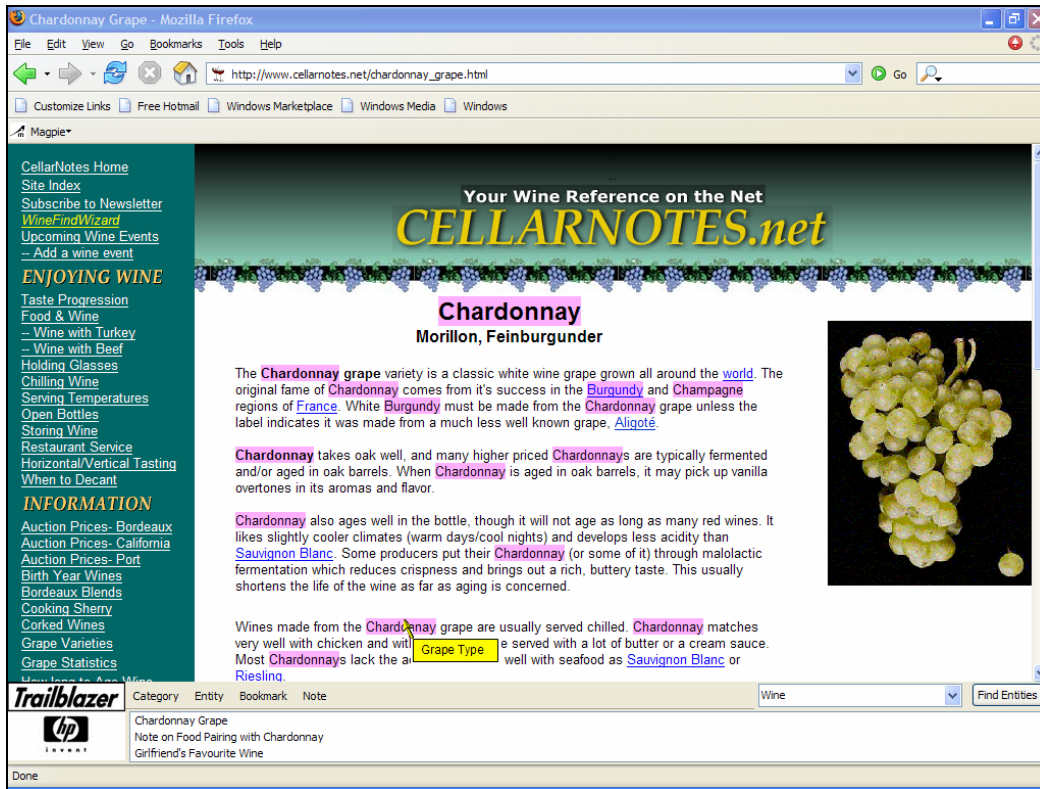 Chardonnay Grape - Mozilla Firefox
File Edit View Go Bookmarks Tools Help
http://www.cellarnotes.net/chardonnay_grape.html Go
Customize Links Free Hotmail Windows Marketplace Windows Media Windows
Magpie
CellarNotes Home
Site Index
Subscribe to Newsletter
WineFindWizard
Upcoming Wine Events
-- Add a wine event
ENJOYING WINE
Taste Progression
Food & Wine
-- Wine with Turkey
-- Wine with Beef
Holding Glasses
Chilling Wine
Serving Temperatures
Open Bottles
Storing Wine
Restaurant Service
Horizontal/Vertical Tasting
When to Decant
INFORMATION
Auction Prices- Bordeaux
Auction Prices- California
Auction Prices- Port
Birth Year Wines
Bordeaux Blends
Cooking Sherry
Corked Wines
Grape Varieties
Grape Statistics
How long to Age Wine
Your Wine Reference on the Net
CELLARNOTES.net
Chardonnay
Morillon, Feinburgunder
The Chardonnay grape variety is a classic white wine grape grown all around the world. The
original fame of Chardonnay comes from it's success in the Burgundy and Champagne
regions of France. White Burgundy must be made from the Chardonnay grape unless the
label indicates it was made from a much less well known grape, Aligoté.
Chardonnay takes oak well, and many higher priced Chardonnays are typically fermented
and/or aged in oak barrels. When Chardonnay is aged in oak barrels, it may pick up vanilla
overtones in its aromas and flavor.
Chardonnay also ages well in the bottle, though it will not age as long as many red wines. It
likes slightly cooler climates (warm days/cool nights) and develops less acidity than
Sauvignon Blanc. Some producers put their Chardonnay (or some of it) through malolactic
fermentation which reduces crispness and brings out a rich, buttery taste. This usually
shortens the life of the wine as far as aging is concerned.
Wines made from the Chardonnay grape are usually served chilled. Chardonnay matches
very well with chicken and wit Grape Type e served with a lot of butter or a cream sauce.
Most Chardonnays lack the a well with seafood as Sauvignon Blanc or
Riesling.
Trailblazer Category Entity Bookmark Note Wine Find Entities
hp
invent
Chardonnay Grape
Note on Food Pairing with Chardonnay
Girlfriend's Favourite Wine
Done